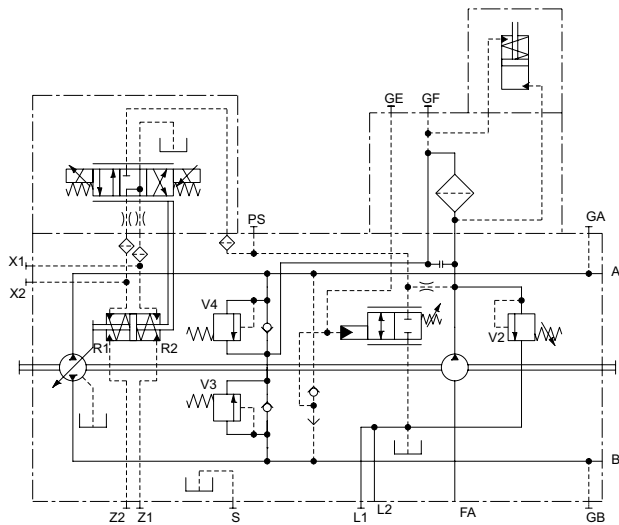 GE GF
PS
GA
X1
A
X2
V4
V2
R1 R2
V3
B
Z2 Z1 S L1 L2 FA GB